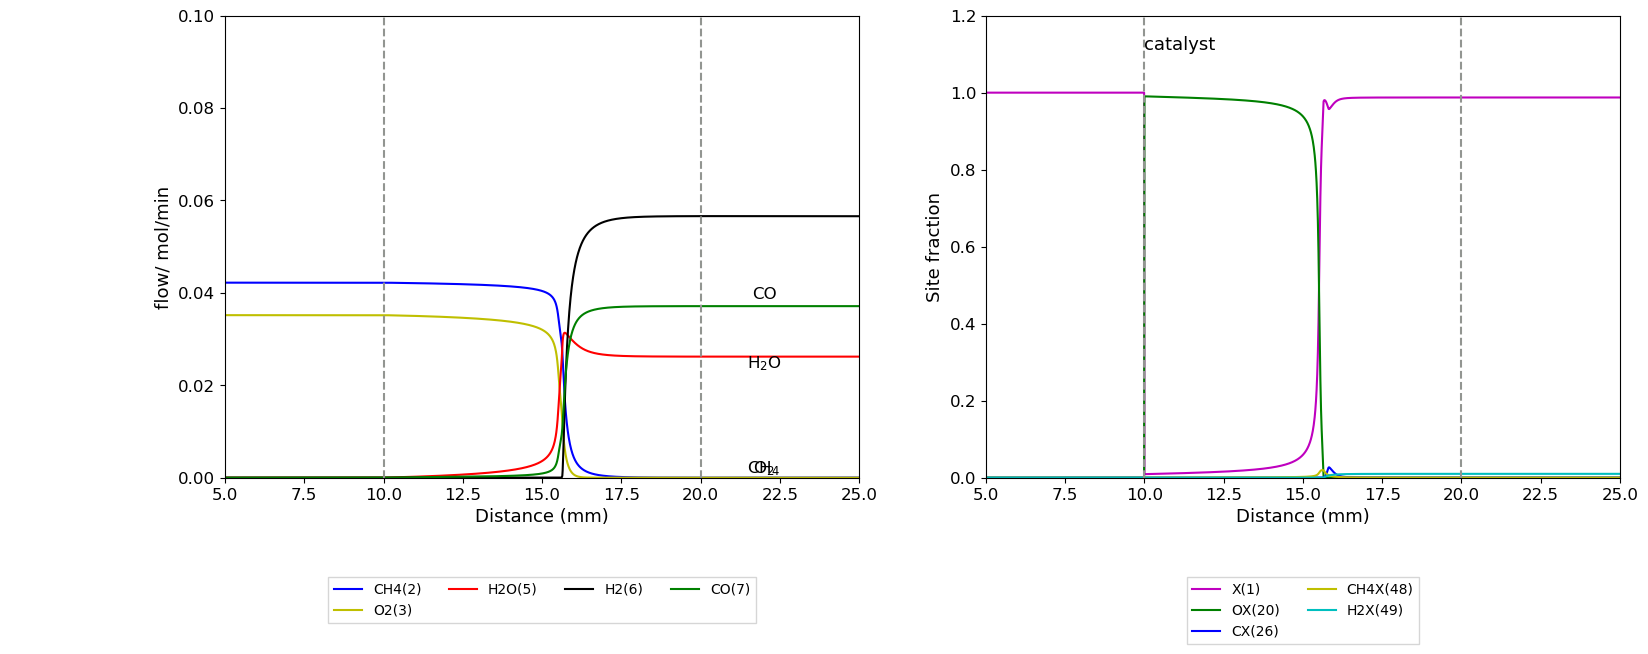 0.10
0.08
0.06
0.04
0.02
0.00
flow/ mol/min
CO
H₂O
CH₄
O₂
5.0 7.5 10.0 12.5 15.0 17.5 20.0 22.5 25.0
Distance (mm)
CH4(2) H2O(5) H2(6) CO(7)
O2(3)
1.2
1.0
0.8
0.6
0.4
0.2
0.0
Site fraction
catalyst
5.0 7.5 10.0 12.5 15.0 17.5 20.0 22.5 25.0
Distance (mm)
X(1) CH4X(48)
OX(20) H2X(49)
CX(26)